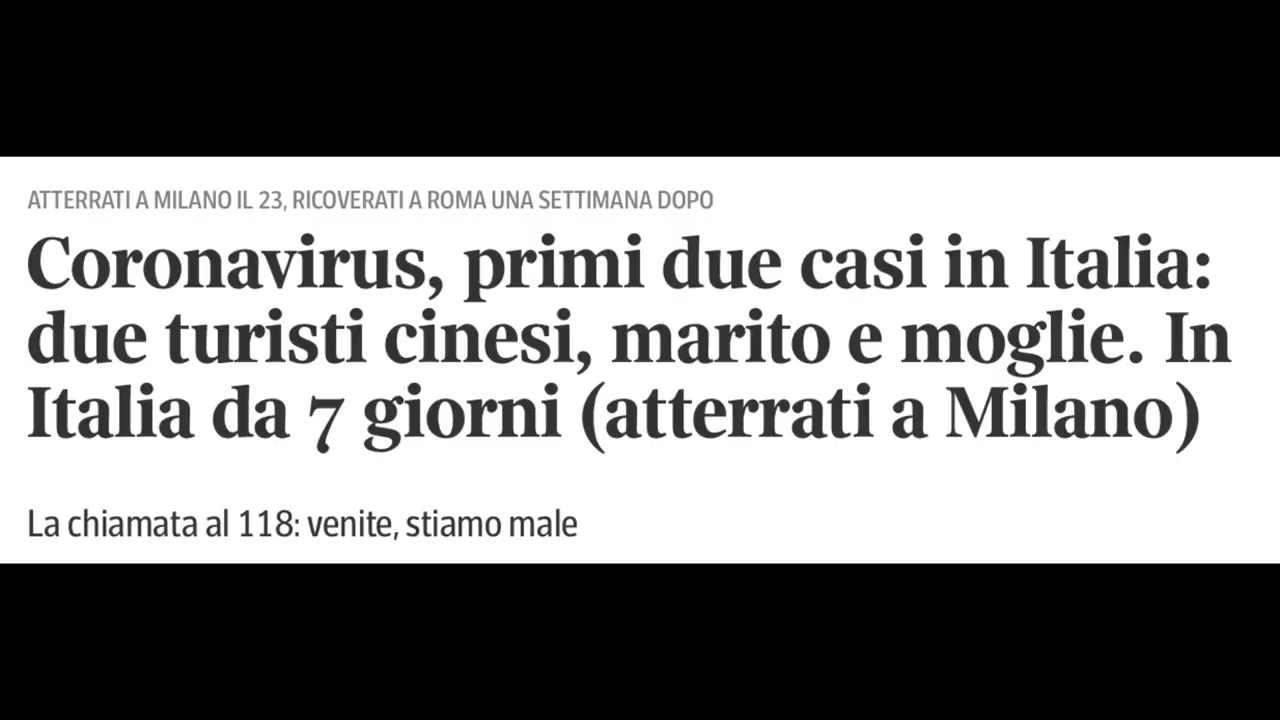 ATTERRATI A MILANO IL 23, RICOVERATI A ROMA UNA SETTIMANA DOPO
Coronavirus, primi due casi in Italia:
due turisti cinesi, marito e moglie. In
Italia da 7 giorni (atterrati a Milano)
La chiamata al 118: venite, stiamo male